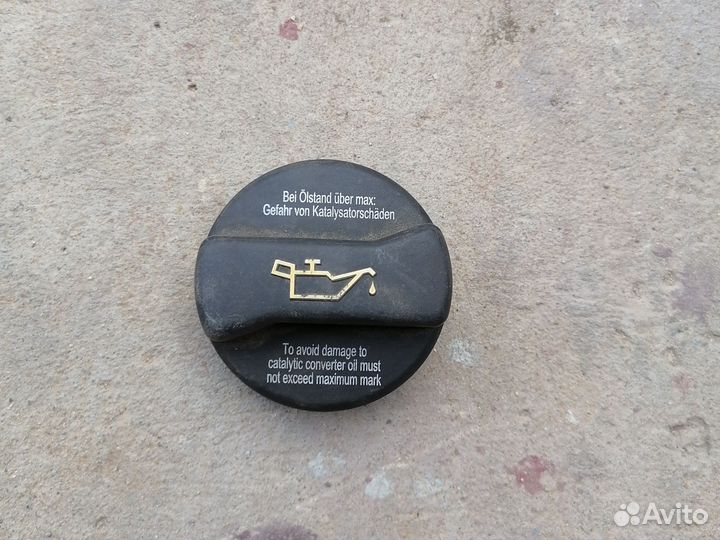 Bei Ölstand über max:
Gefahr von Katalysatorschäden
To avoid damage to
catalytic converter oil must
not exceed maximum mark
Avito